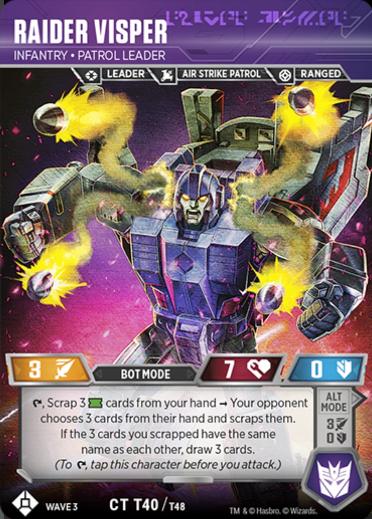 RAIDER VISPER
INFANTRY • PATROL LEADER
LEADER AIR STRIKE PATROL RANGED
3 BOT MODE 7 0
ALT
MODE
3
0
, Scrap 3 cards from your hand → Your opponent
chooses 3 cards from their hand and scraps them.
If the 3 cards you scrapped have the same
name as each other, draw 3 cards.
(To , tap this character before you attack.)
WAVE 3 CT T40 / T48 TM & © Hasbro. © Wizards.